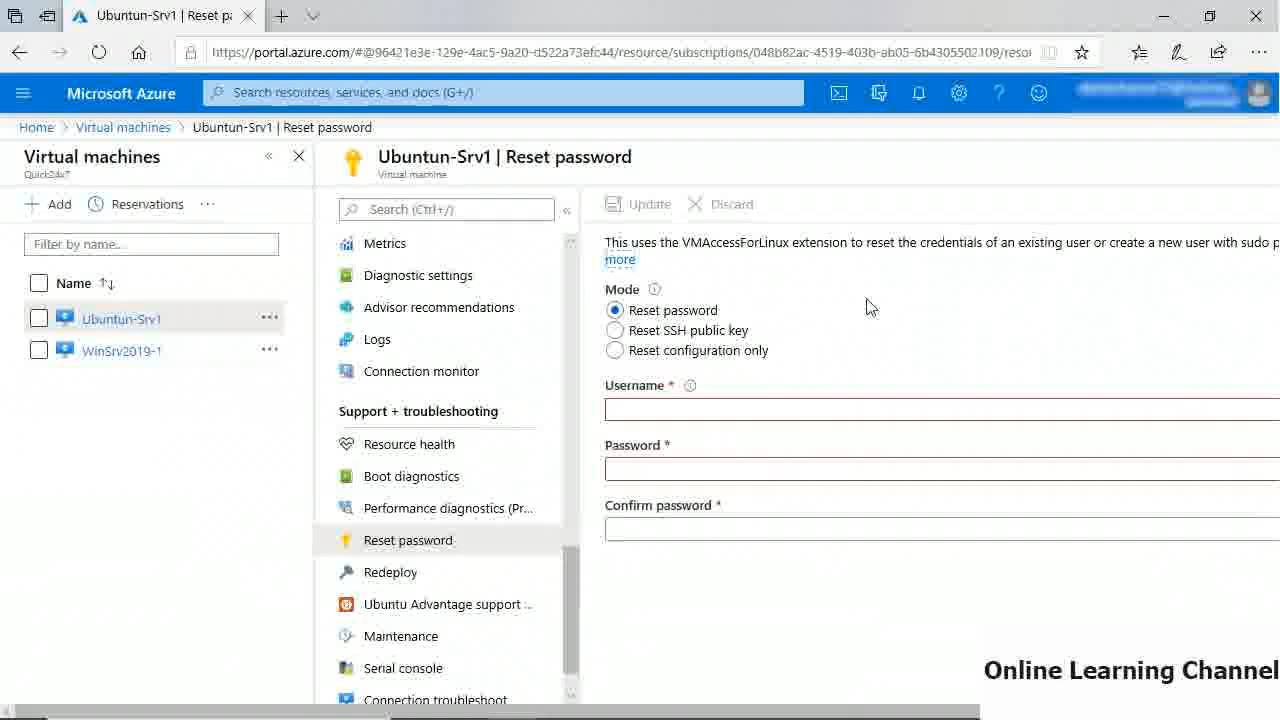 Ubuntun-Srv1 | Reset pa
https://portal.azure.com/#@96421e3e-129e-4ac5-9a20-d522a73efc44/resource/subscriptions/048b82ac-4519-403b-ab05-6b4305502109/resou
Microsoft Azure
Search resources, services, and docs (G+/)
Home > Virtual machines > Ubuntun-Srv1 | Reset password
Virtual machines
Quick24x7
Add
Reservations
Filter by name...
Name
Ubuntun-Srv1
WinSrv2019-1
Ubuntun-Srv1 | Reset password
Virtual machine
Search (Ctrl+/)
Metrics
Diagnostic settings
Advisor recommendations
Logs
Connection monitor
Support + troubleshooting
Resource health
Boot diagnostics
Performance diagnostics (Pr...
Reset password
Redeploy
Ubuntu Advantage support ...
Maintenance
Serial console
Connection troubleshoot
Update
Discard
This uses the VMAccessForLinux extension to reset the credentials of an existing user or create a new user with sudo p
more
Mode
Reset password
Reset SSH public key
Reset configuration only
Username *
Password *
Confirm password *
Online Learning Channel